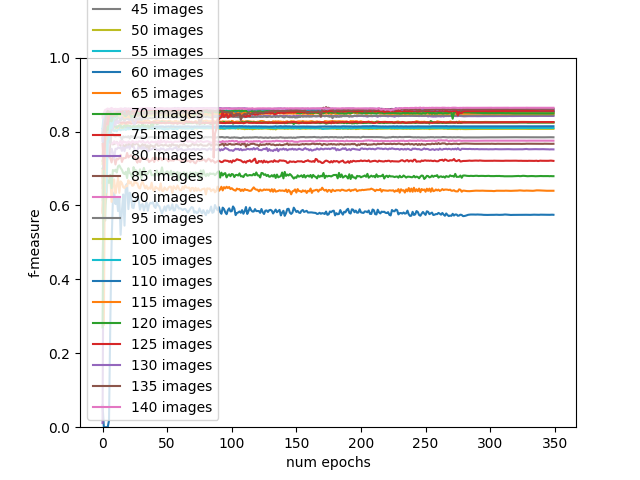 45 images
50 images
55 images
60 images
65 images
70 images
75 images
80 images
85 images
90 images
95 images
100 images
105 images
110 images
115 images
120 images
125 images
130 images
135 images
140 images
1.0
0.8
0.6
0.4
0.2
0.0
f-measure
0 50 100 150 200 250 300 350
num epochs